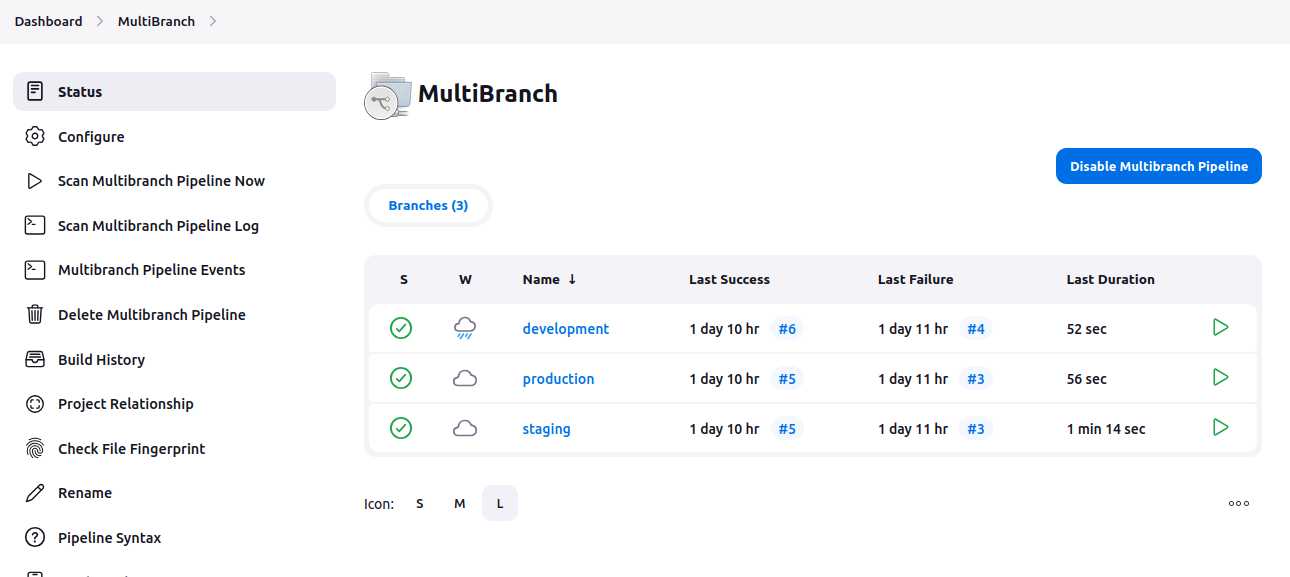 Dashboard > MultiBranch >
Status
Configure
Scan Multibranch Pipeline Now
Scan Multibranch Pipeline Log
Multibranch Pipeline Events
Delete Multibranch Pipeline
Build History
Project Relationship
Check File Fingerprint
Rename
Pipeline Syntax
MultiBranch
Disable Multibranch Pipeline
Branches (3)
S W Name ↓ Last Success Last Failure Last Duration
development 1 day 10 hr #6 1 day 11 hr #4 52 sec
production 1 day 10 hr #5 1 day 11 hr #3 56 sec
staging 1 day 10 hr #5 1 day 11 hr #3 1 min 14 sec
Icon: S M L